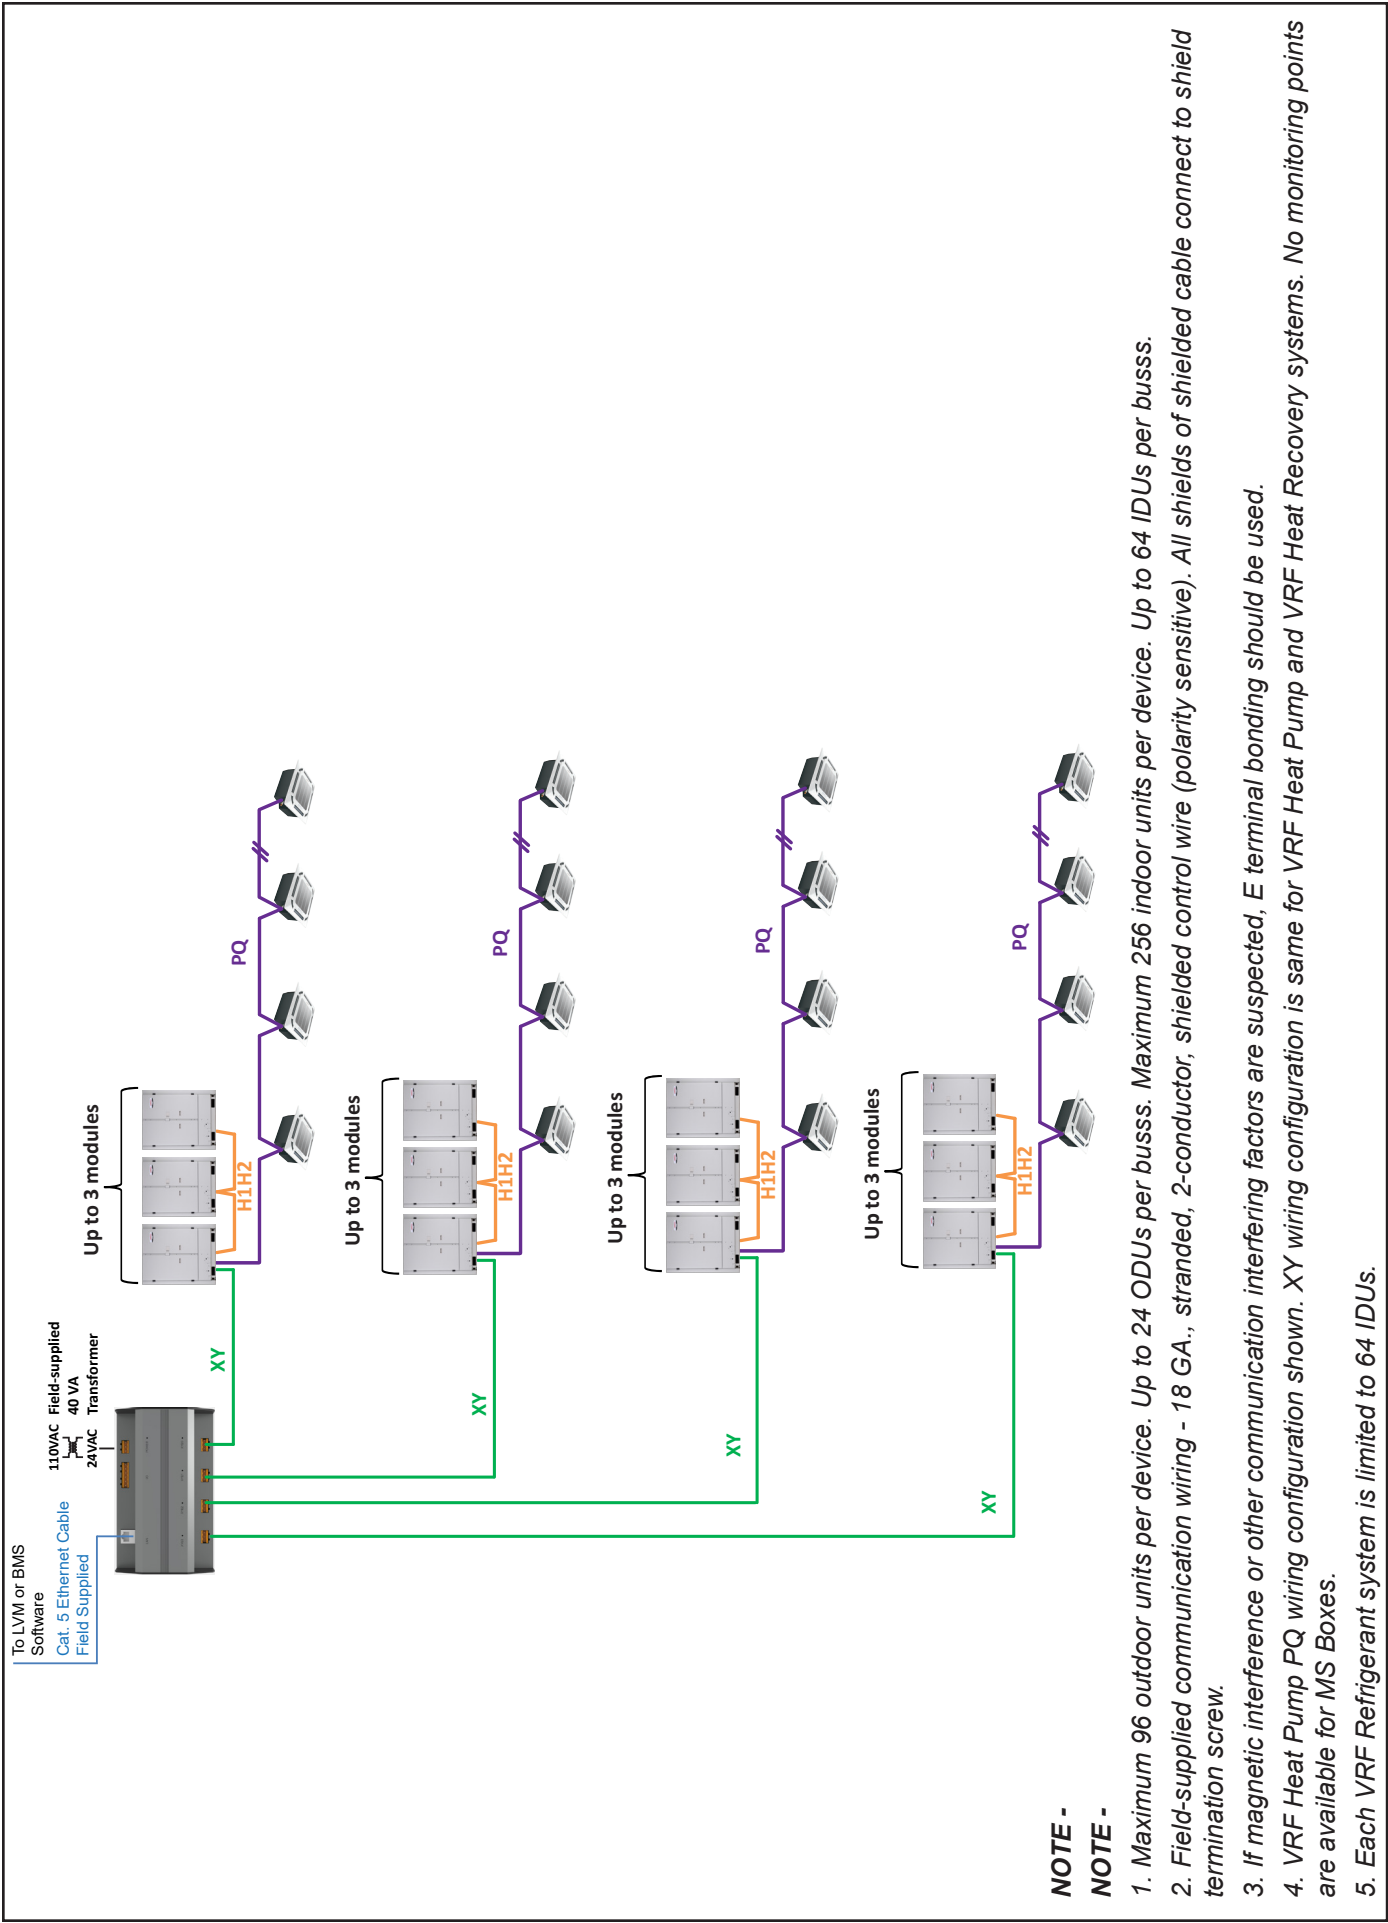 To LVM or BMS
Software
Cat. 5 Ethernet Cable
Field Supplied
110VAC
24VAC
Field-supplied
40 VA
Transformer
XY
Up to 3 modules
H1H2
PQ
XY
Up to 3 modules
H1H2
PQ
XY
Up to 3 modules
H1H2
PQ
XY
Up to 3 modules
H1H2
PQ
NOTE -
NOTE -
1. Maximum 96 outdoor units per device. Up to 24 ODUs per busss. Maximum 256 indoor units per device. Up to 64 IDUs per busss.
2. Field-supplied communication wiring - 18 GA., stranded, 2-conductor, shielded control wire (polarity sensitive). All shields of shielded cable connect to shield
termination screw.
3. If magnetic interference or other communication interfering factors are suspected, E terminal bonding should be used.
4. VRF Heat Pump PQ wiring configuration shown. XY wiring configuration is same for VRF Heat Pump and VRF Heat Recovery systems. No monitoring points
are available for MS Boxes.
5. Each VRF Refrigerant system is limited to 64 IDUs.